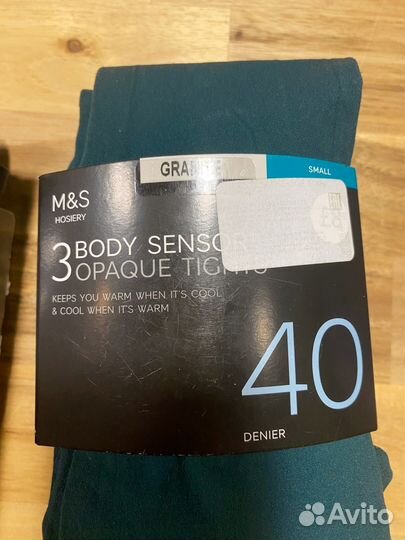 SMALL
M&S
HOSIERY
3 BODY SENSOR
OPAQUE TIGHTS
KEEPS YOU WARM WHEN IT'S COOL
& COOL WHEN IT'S WARM
40
DENIER
Avito